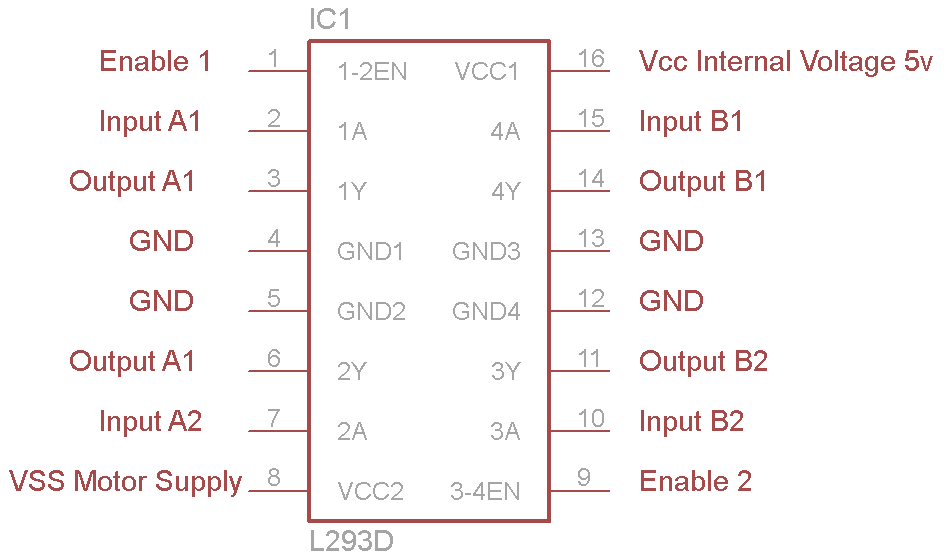 IC1
Enable 1 1 1-2EN VCC1 16 Vcc Internal Voltage 5v
Input A1 2 1A 4A 15 Input B1
Output A1 3 1Y 4Y 14 Output B1
GND 4 GND1 GND3 13 GND
GND 5 GND2 GND4 12 GND
Output A1 6 2Y 3Y 11 Output B2
Input A2 7 2A 3A 10 Input B2
VSS Motor Supply 8 VCC2 3-4EN 9 Enable 2
L293D